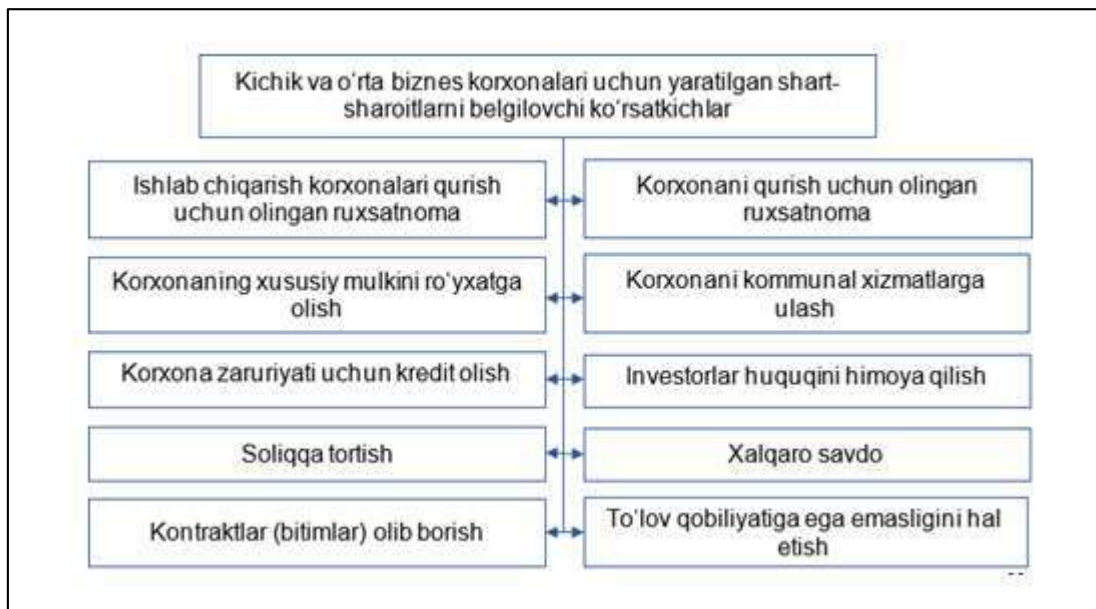 Kichik va o‘rta biznes korxonalari uchun yaratilgan shart-
sharoitlarni belgilovchi ko‘rsatkichlar
Ishlab chiqarish korxonalari qurish
uchun olingan ruxsatnoma
Korxonani qurish uchun olingan
ruxsatnoma
Korxonaning xususiy mulkini ro‘yxatga
olish
Korxonani kommunal xizmatlarga
ulash
Korxona zaruriyati uchun kredit olish
Investorlar huquqini himoya qilish
Soliqqa tortish
Xalqaro savdo
Kontraktlar (bitimlar) olib borish
To‘lov qobiliyatiga ega emasligini hal
etish